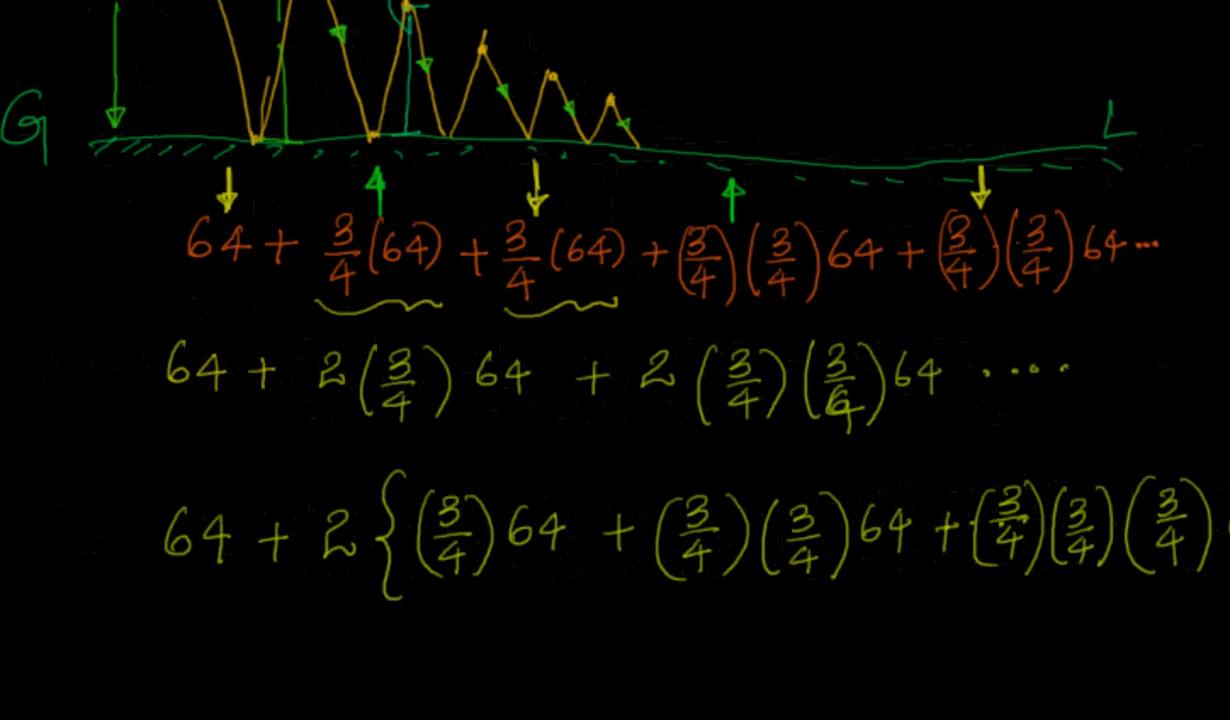 G L
64 + 3/4 (64) + 3/4 (64) + (3/4)(3/4) 64 + (3/4)(3/4) 64 ...
64 + 2(3/4) 64 + 2(3/4)(3/4) 64 ....
64 + 2{(3/4) 64 + (3/4)(3/4) 64 + (3/4)(3/4)(3/4)